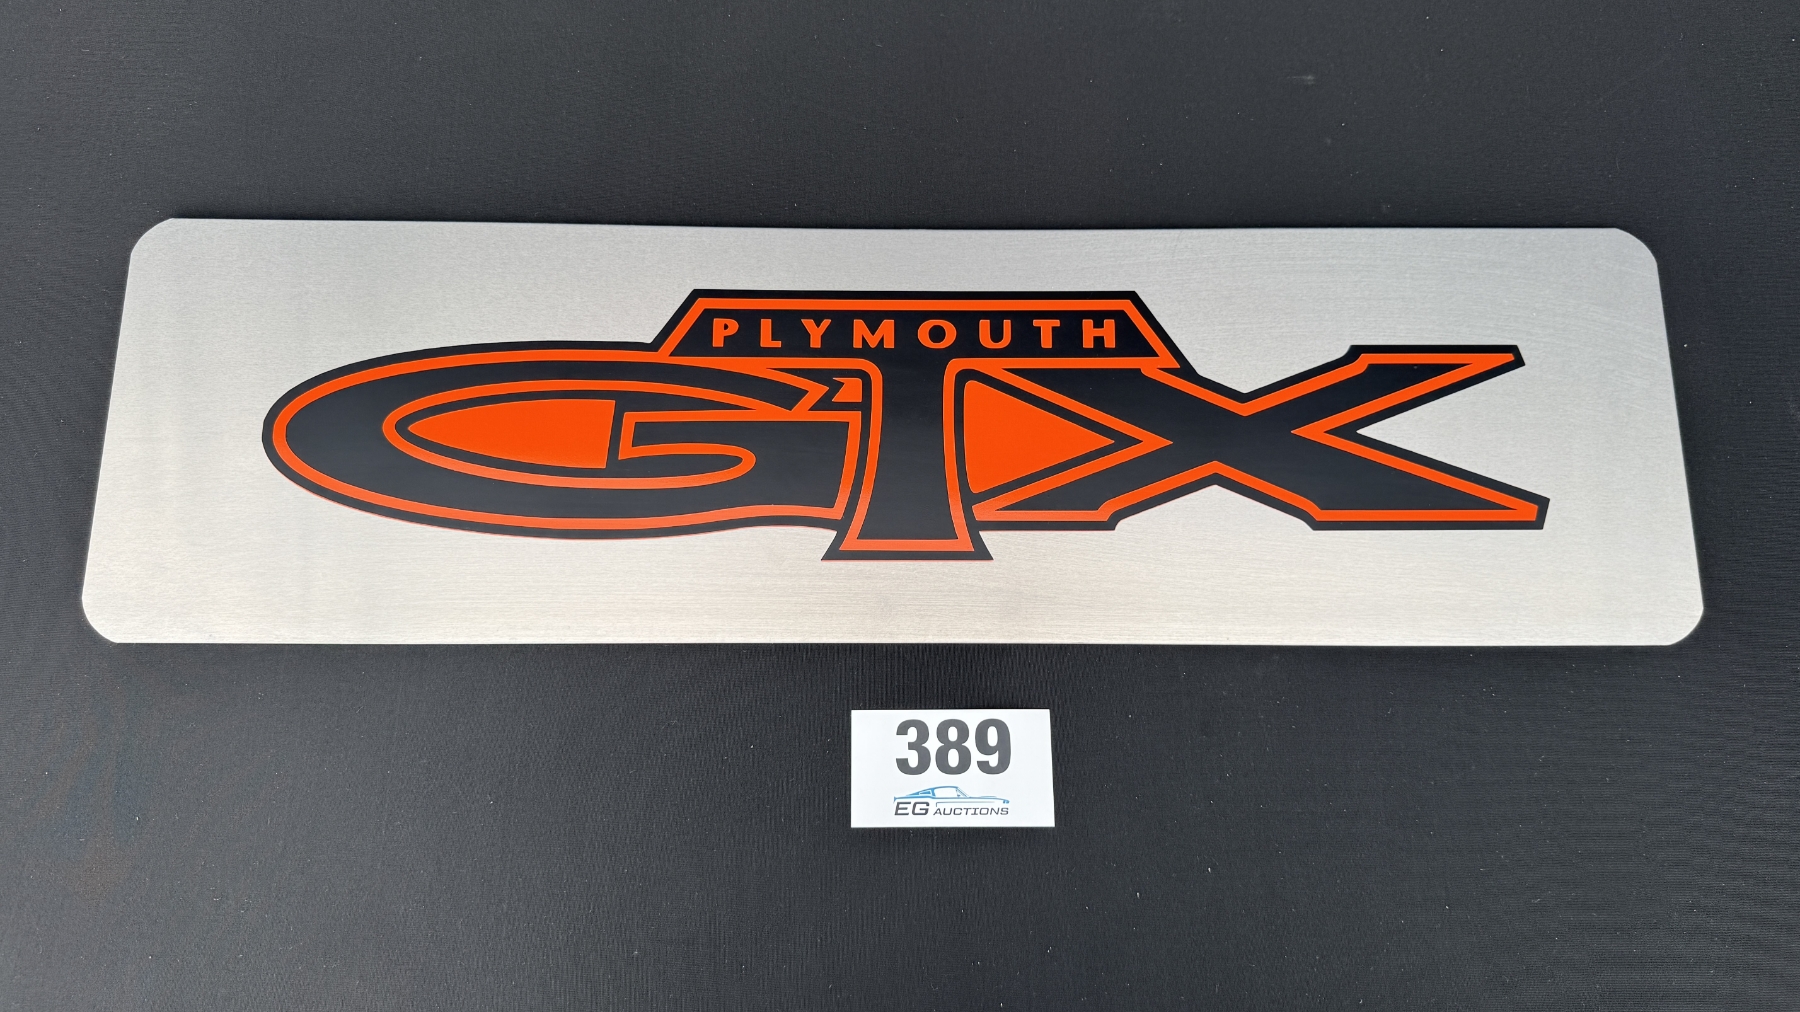 PLYMOUTH
GTX
389
EG AUCTIONS